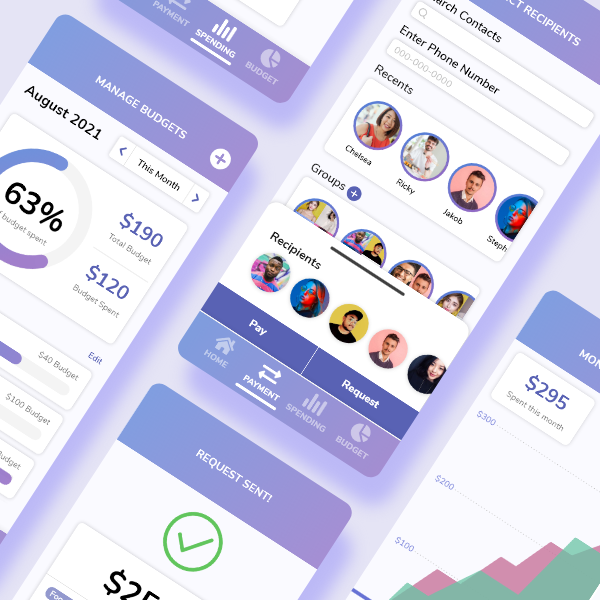 PAYMENT
SPENDING
BUDGET
MANAGE BUDGETS
August 2021
This Month
63%
budget spent
$190
Total Budget
$120
Budget Spent
Edit
$40 Budget
$100 Budget
Budget
Search Contacts
Enter Phone Number
000-000-0000
Recents
Chelsea
Ricky
Jakob
Steph
Groups
Recipients
Pay
Request
HOME
PAYMENT
SPENDING
BUDGET
REQUEST SENT!
$25
$295
Spent this month
$300
$200
$100
RECIPIENTS